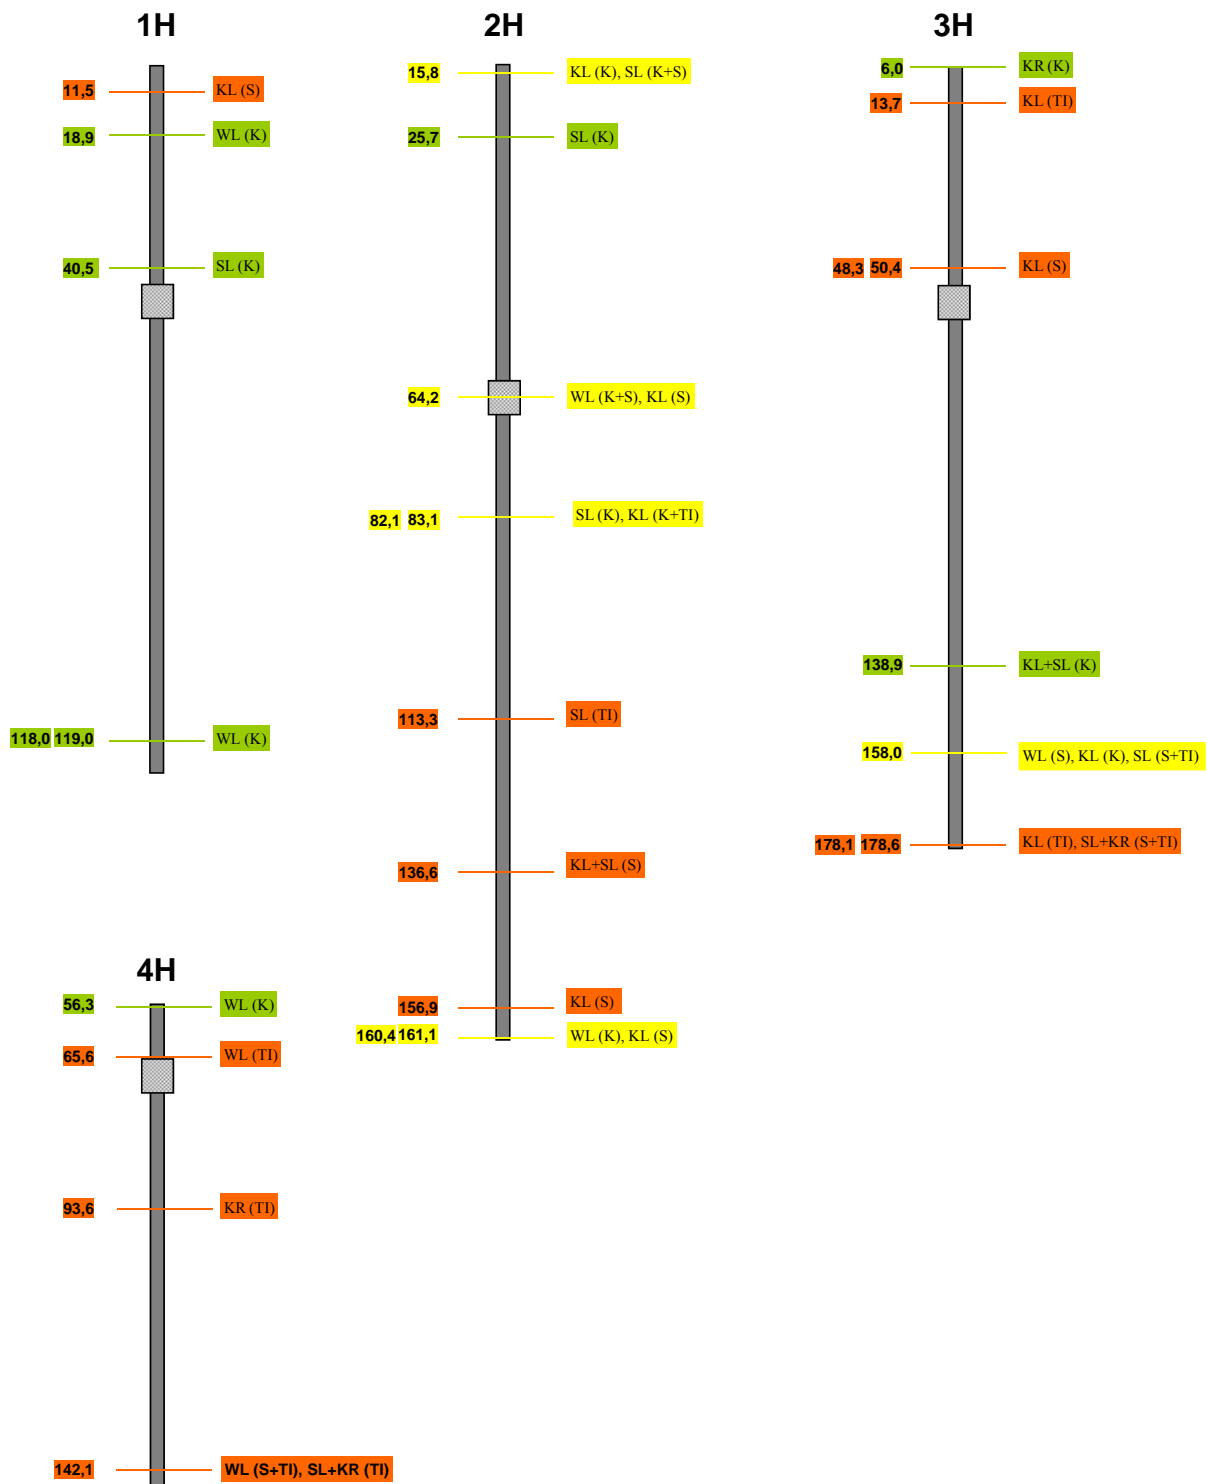 1H
11,5 KL (S)
18,9 WL (K)
40,5 SL (K)
118,0 119,0 WL (K)
2H
15,8 KL (K), SL (K+S)
25,7 SL (K)
64,2 WL (K+S), KL (S)
82,1 83,1 SL (K), KL (K+TI)
113,3 SL (TI)
136,6 KL+SL (S)
156,9 KL (S)
160,4 161,1 WL (K), KL (S)
3H
6,0 KR (K)
13,7 KL (TI)
48,3 50,4 KL (S)
138,9 KL+SL (K)
158,0 WL (S), KL (K), SL (S+TI)
178,1 178,6 KL (TI), SL+KR (S+TI)
4H
56,3 WL (K)
65,6 WL (TI)
93,6 KR (TI)
142,1 WL (S+TI), SL+KR (TI)